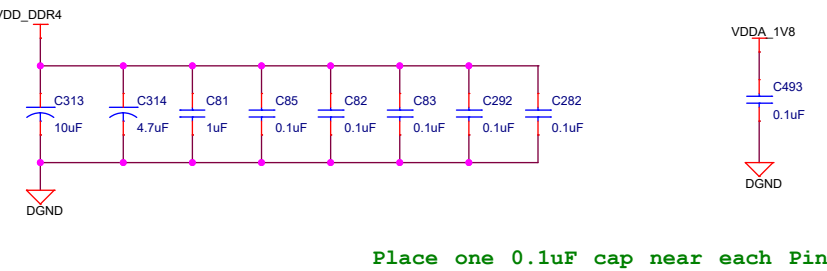 VDD_DDR4
VDDA_1V8
C313 C314 C81 C85 C82 C83 C292 C282
10uF 4.7uF 1uF 0.1uF 0.1uF 0.1uF 0.1uF 0.1uF
C493
0.1uF
DGND
DGND
Place one 0.1uF cap near each Pin